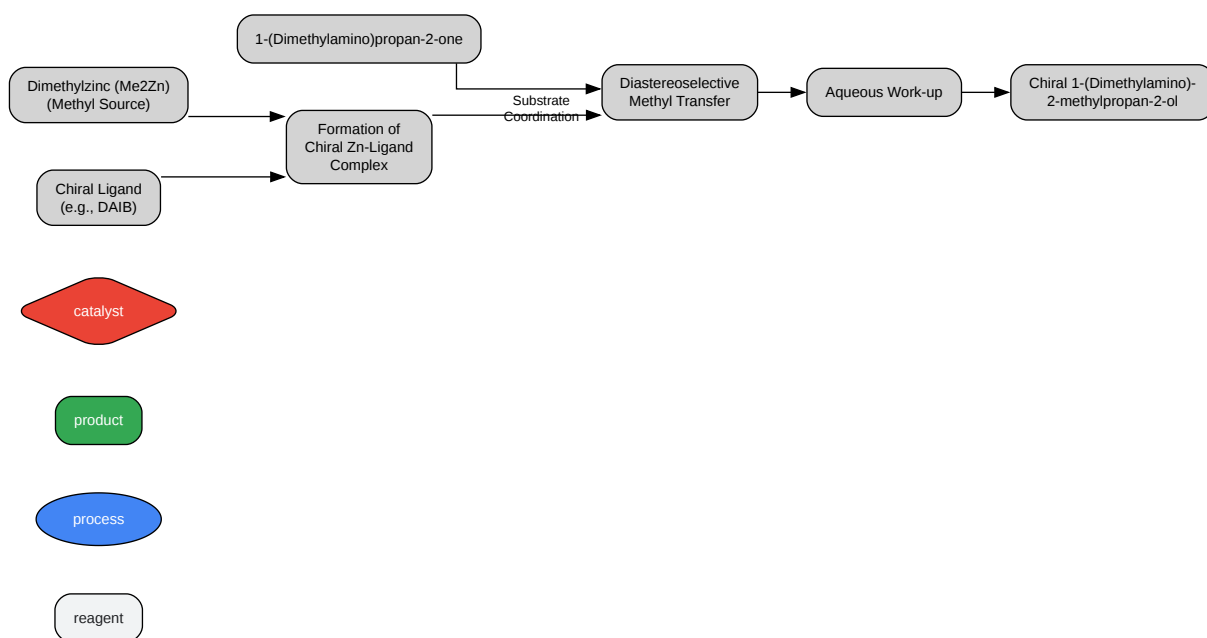 1-(Dimethylamino)propan-2-one
Dimethylzinc (Me2Zn)
(Methyl Source)
Chiral Ligand
(e.g., DAIB)
Formation of
Chiral Zn-Ligand
Complex
Substrate
Coordination
Diastereoselective
Methyl Transfer
Aqueous Work-up
Chiral 1-(Dimethylamino)-
2-methylpropan-2-ol
catalyst
product
process
reagent